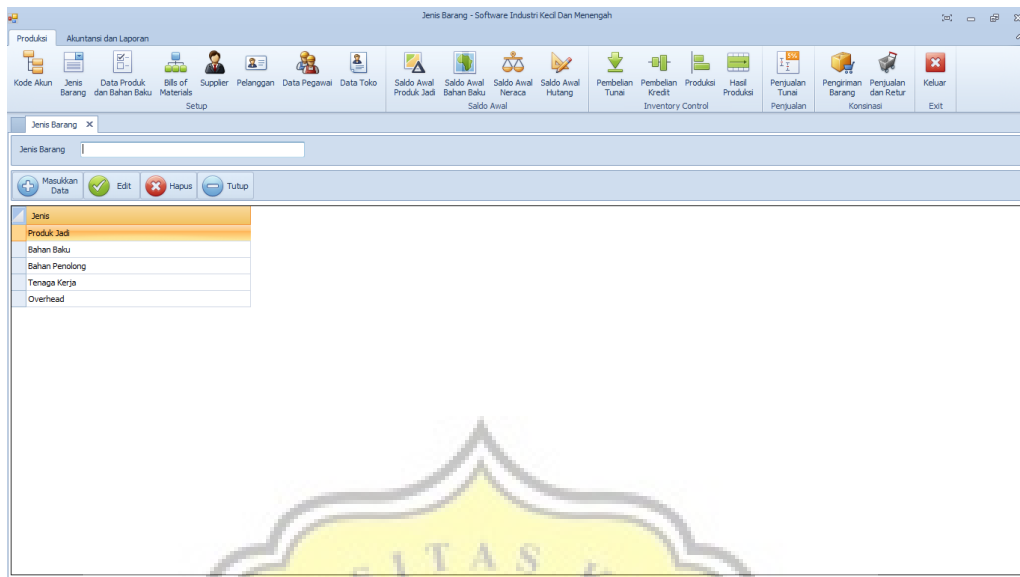 Jenis Barang - Software Industri Kecil Dan Menengah
Produksi Akuntansi dan Laporan
Kode Akun Jenis Barang Data Produk dan Bahan Baku Bills of Materials Supplier Pelanggan Data Pegawai Data Toko Saldo Awal Produk Jadi Saldo Awal Bahan Baku Saldo Awal Neraca Saldo Awal Hutang Pembelian Tunai Pembelian Kredit Produksi Hasil Produksi Penjualan Tunai Pengiriman Barang Penjualan dan Retur Keluar
Setup Saldo Awal Inventory Control Penjualan Konsinasi Exit
Jenis Barang
Jenis Barang
Masukkan Data Edit Hapus Tutup
Jenis
Produk Jadi
Bahan Baku
Bahan Penolong
Tenaga Kerja
Overhead
ITAS